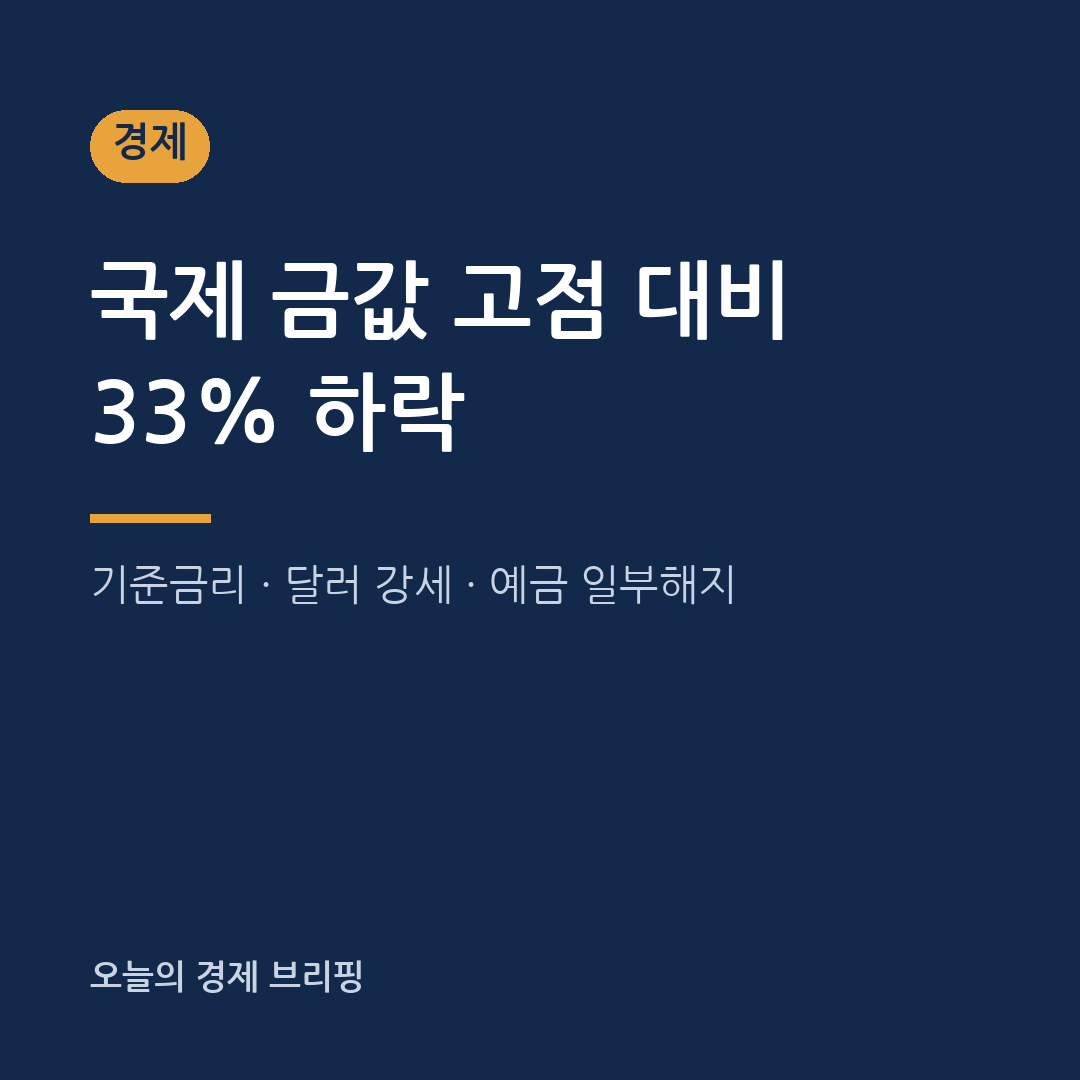 경제
국제 금값 고점 대비
33% 하락
기준금리 · 달러 강세 · 예금 일부해지
오늘의 경제 브리핑